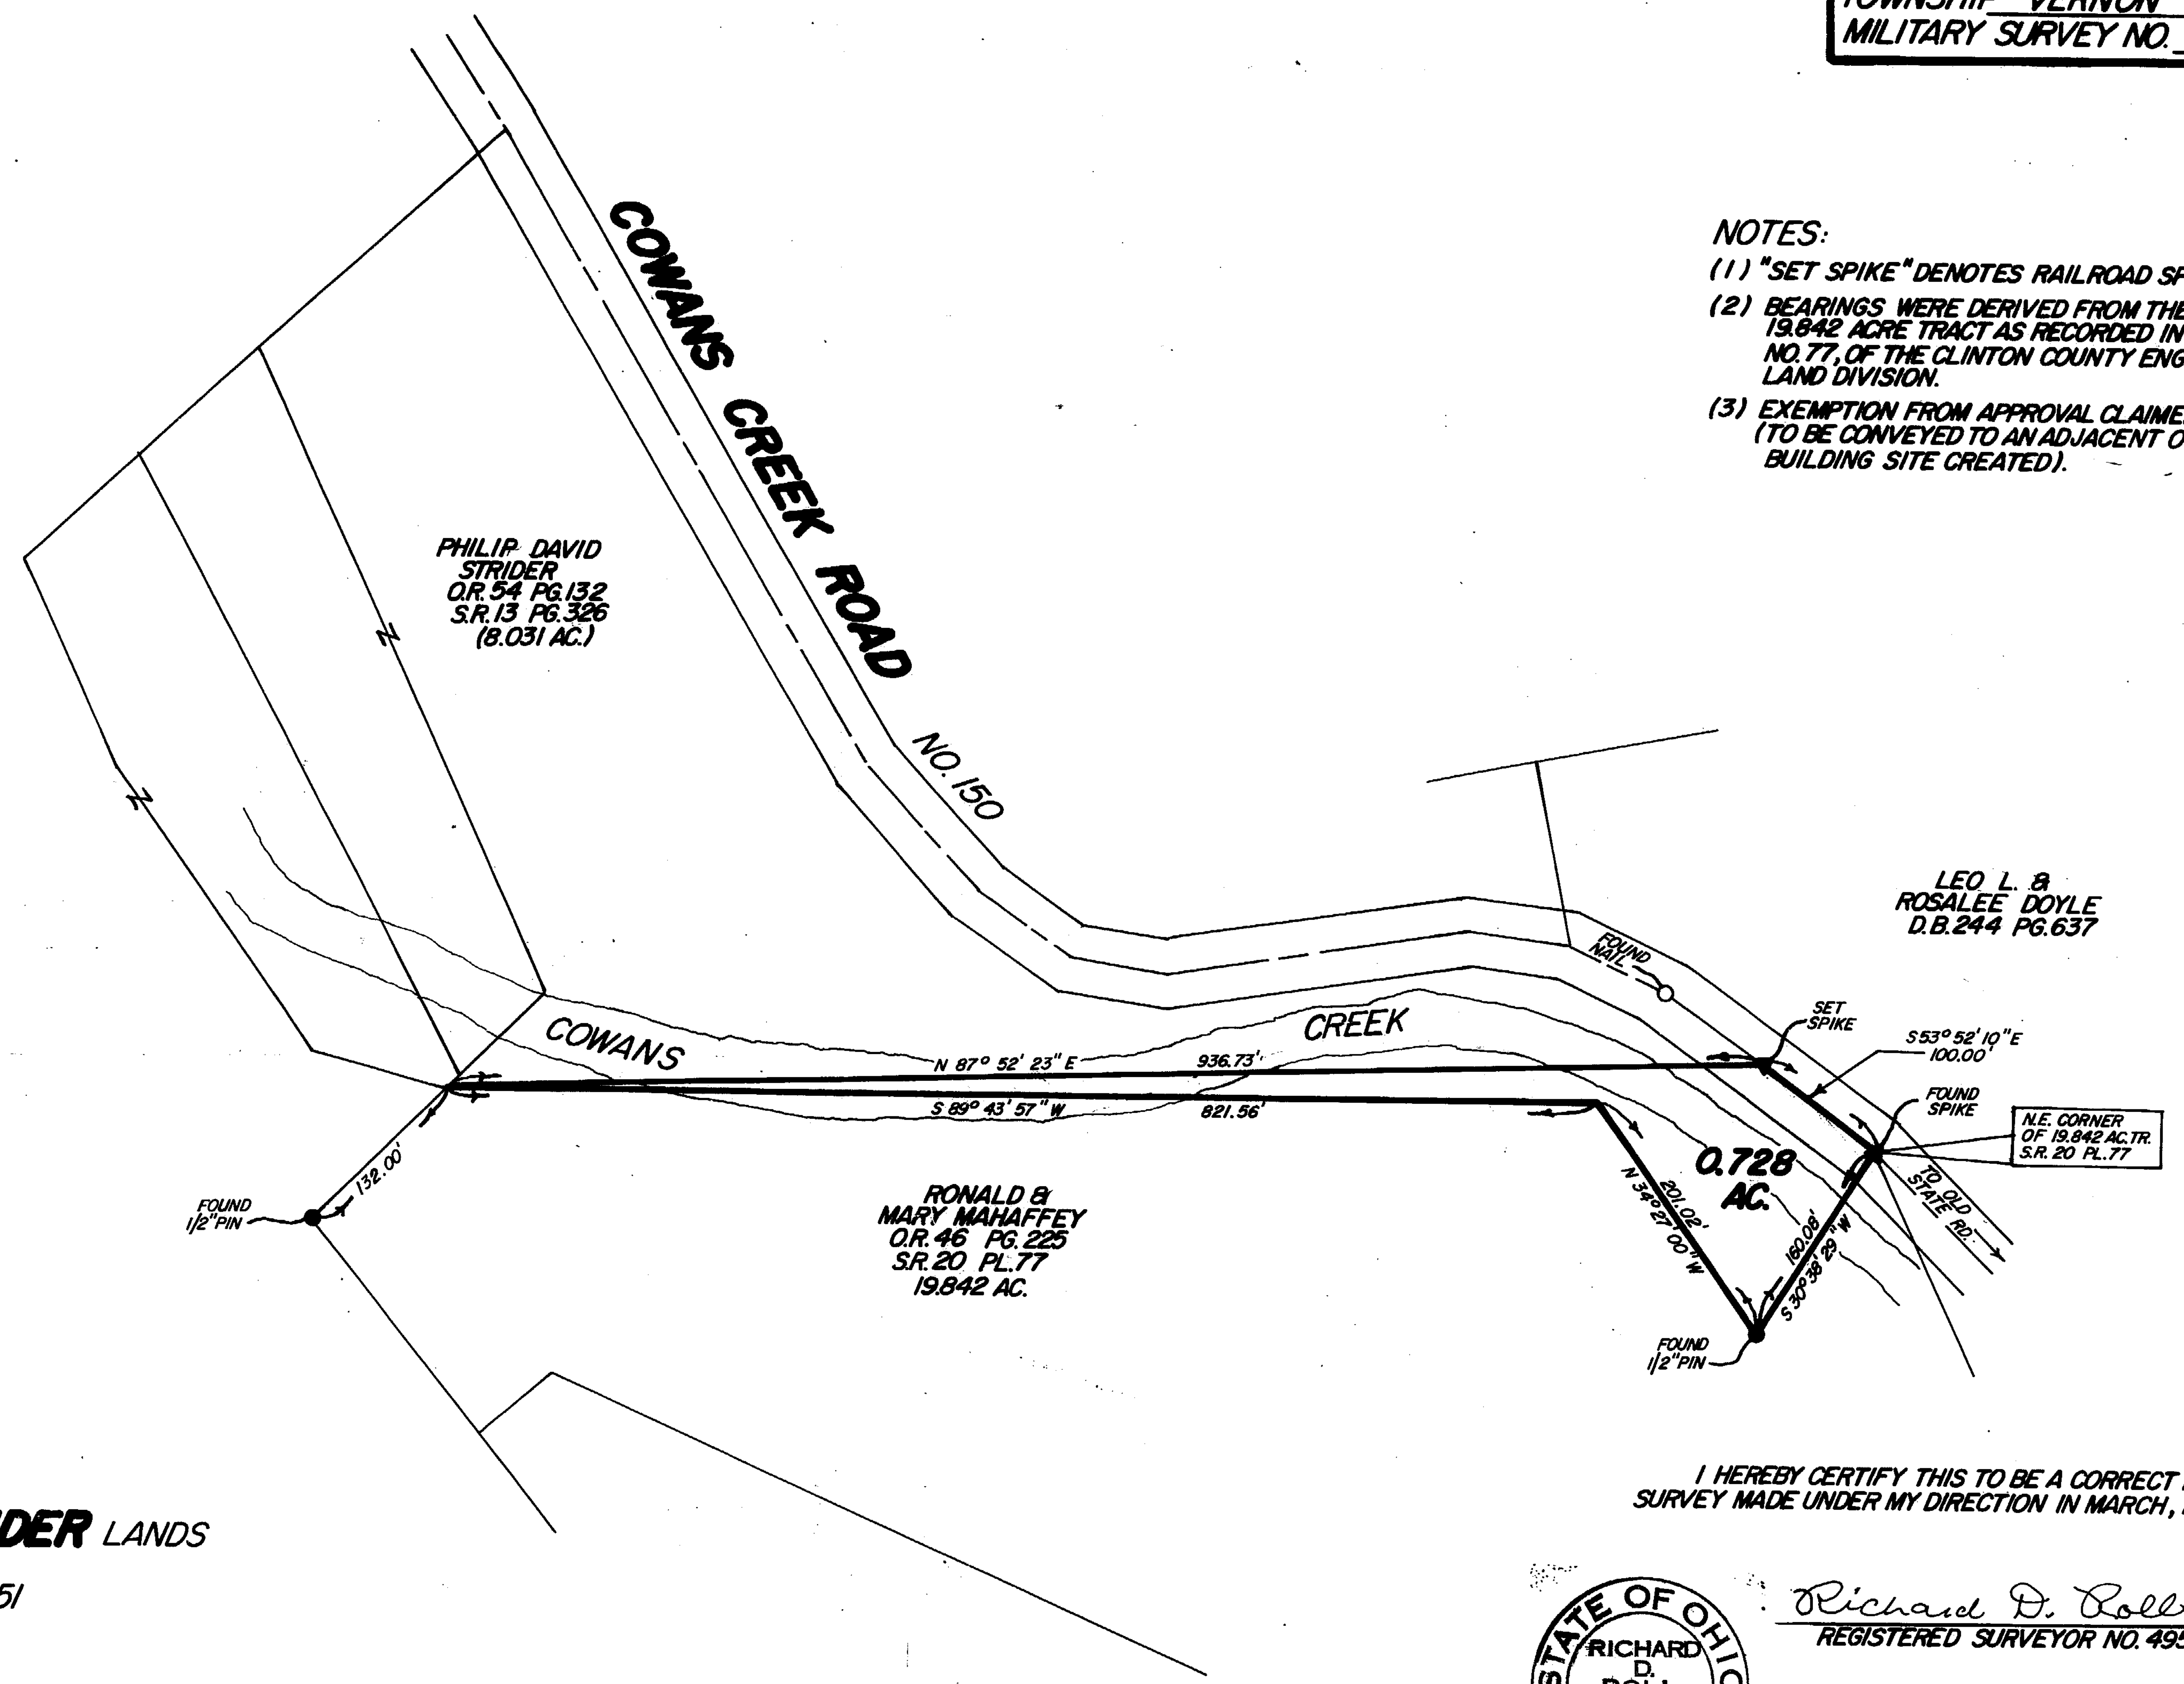 TOWNSHIP VERNON
MILITARY SURVEY NO.
COWANS CREEK ROAD
NO. 150
NOTES:
(1) "SET SPIKE" DENOTES RAILROAD
(2) BEARINGS WERE DERIVED FROM THE
19.842 ACRE TRACT AS RECORDED IN
NO. 77, OF THE CLINTON COUNTY
LAND DIVISION.
(3) EXEMPTION FROM APPROVAL
(TO BE CONVEYED TO AN ADJACENT
BUILDING SITE CREATED).
PHILIP DAVID
STRIDER
O.R. 54 PG. 132
S.R. 13 PG. 326
(8.031 AC.)
LEO L. &
ROSALEE DOYLE
D.B. 244 PG. 637
FOUND
NAIL
SET
SPIKE
S 53° 52' 10" E
100.00'
FOUND
SPIKE
N.E. CORNER
OF 19.842 AC. TR.
S.R. 20 PL. 77
COWANS CREEK
N 87° 52' 23" E 936.73'
S 89° 43' 57" W 821.56'
132.00'
FOUND
1/2" PIN
RONALD &
MARY MAHAFFEY
O.R. 46 PG. 225
S.R. 20 PL. 77
19.842 AC.
0.728
AC.
201.02'
N 34° 27' 00" W
160.08'
S 30° 38' 29" W
TO OLD
STATE RD.
FOUND
1/2" PIN
LANDS
51
I HEREBY CERTIFY THIS TO BE A CORRECT
SURVEY MADE UNDER MY DIRECTION IN MARCH,
Richard D.
REGISTERED SURVEYOR NO. 495
STATE OF OHIO
RICHARD
D.